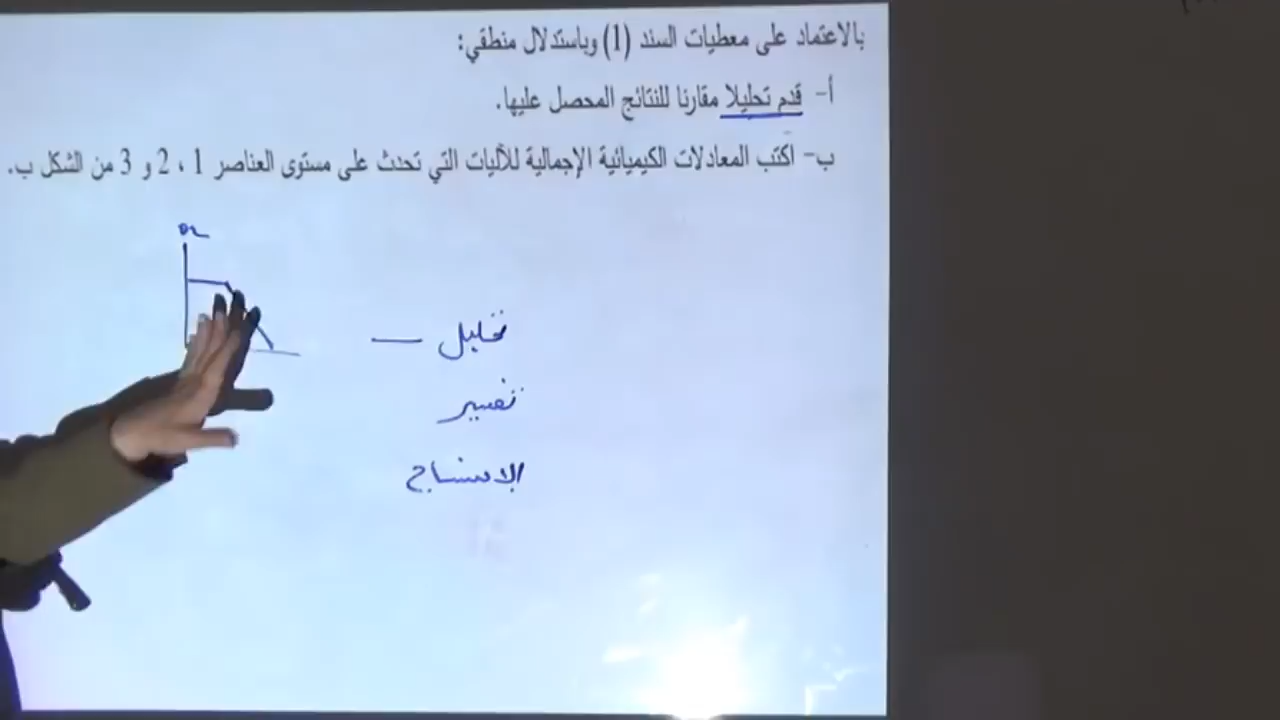 بالاعتماد على معطيات السند (1) وباستدلال منطقي:
أ- قدم تحليلا مقارنا للنتائج المحصل عليها.
ب- اكتب المعادلات الكيميائية الإجمالية للآليات التي تحدث على مستوى العناصر 1 ، 2 و 3 من الشكل ب.
تحليل —
تفسير
الاستنتاج